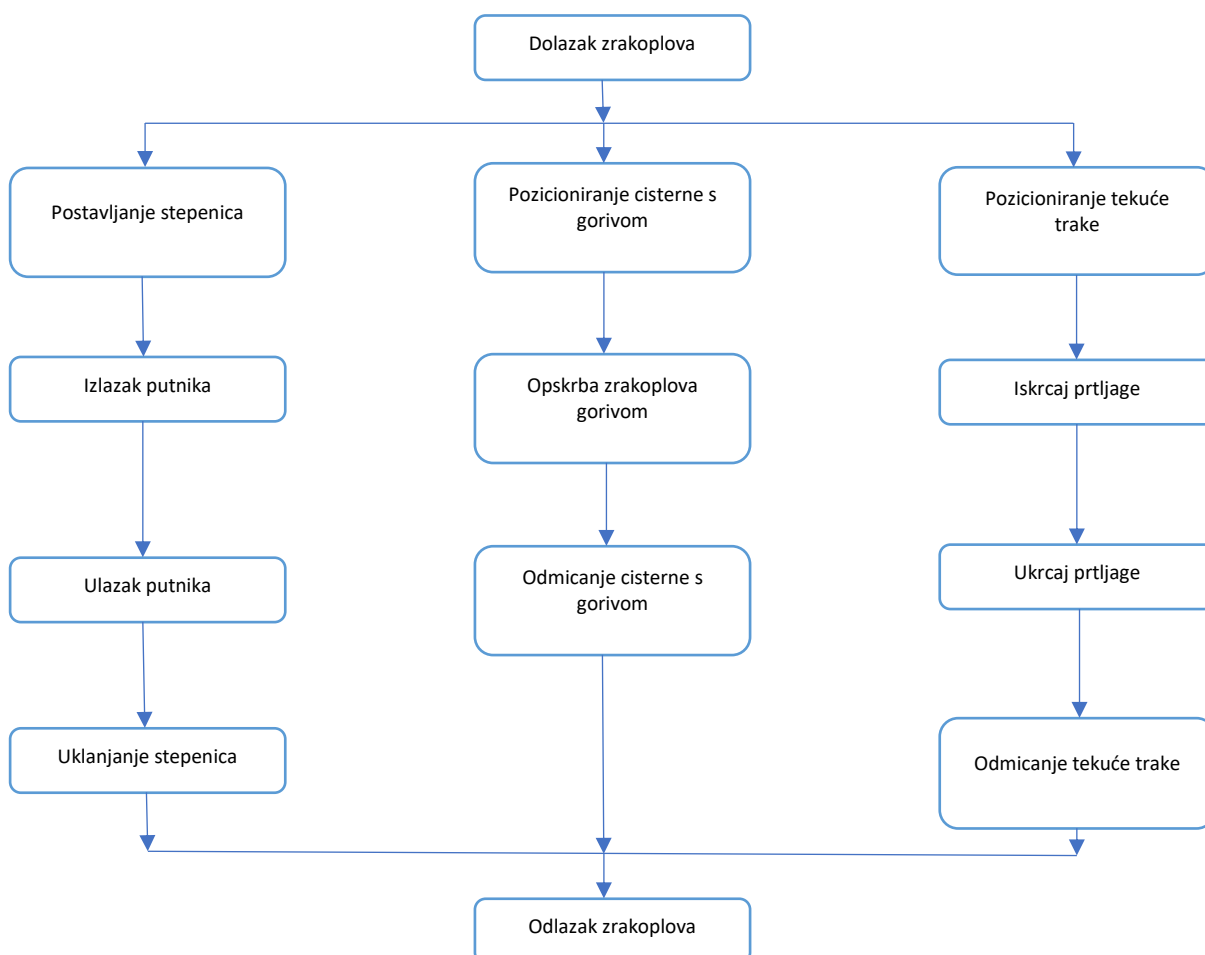 Dolazak zrakoplova
Postavljanje stepenica
Pozicioniranje cisterne s
gorivom
Pozicioniranje tekuće
trake
Izlazak putnika
Opskrba zrakoplova
gorivom
Iskrcaj prtljage
Ulazak putnika
Odmicanje cisterne s
gorivom
Ukrcaj prtljage
Uklanjanje stepenica
Odmicanje tekuće trake
Odlazak zrakoplova